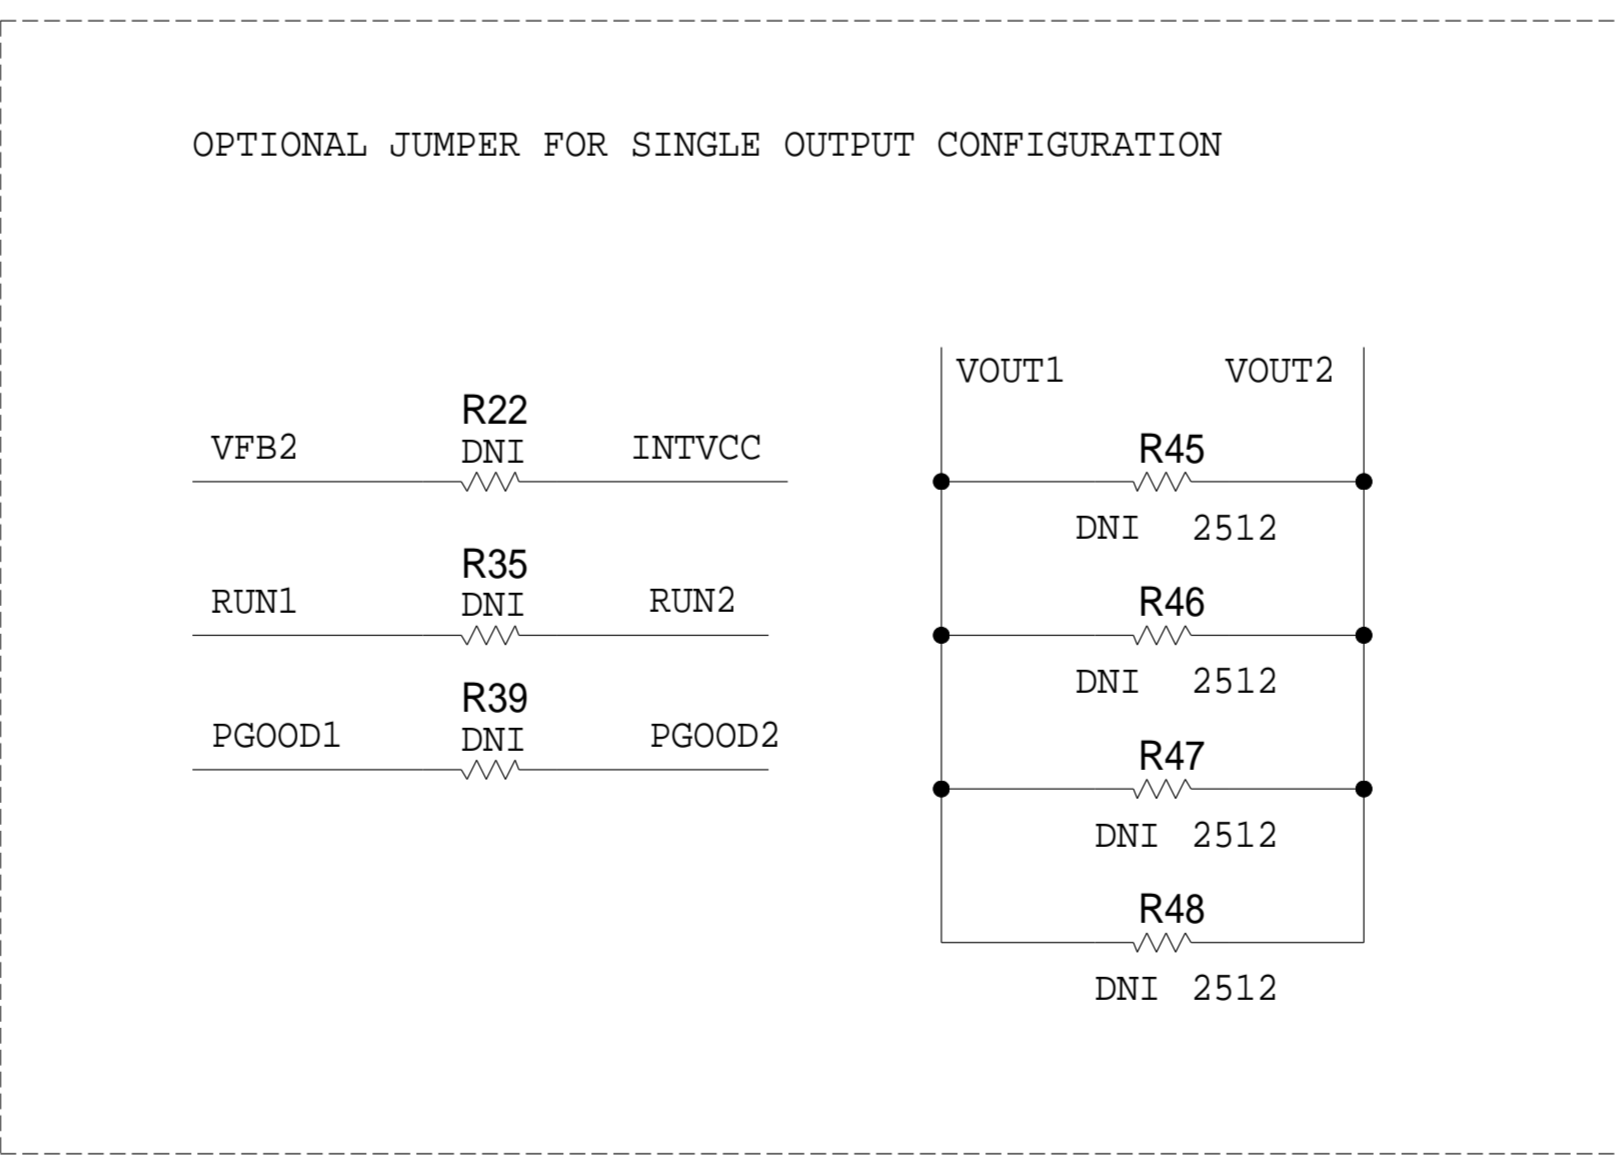 OPTIONAL JUMPER FOR SINGLE OUTPUT CONFIGURATION
VOUT1 VOUT2
R22
VFB2 DNI INTVCC
R45
DNI 2512
R35
RUN1 DNI RUN2
R46
DNI 2512
R39
PGOOD1 DNI PGOOD2
R47
DNI 2512
R48
DNI 2512